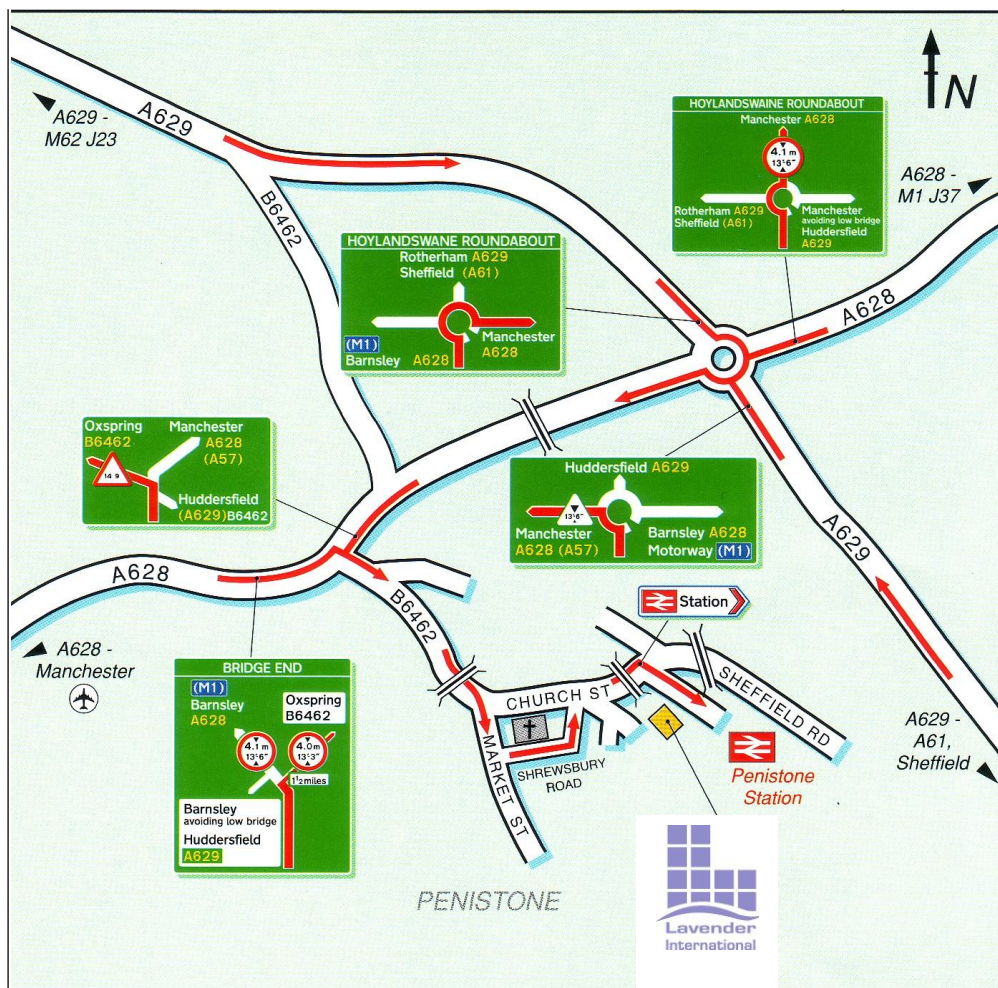 A629 -
M62 J23
A629
B6462
N
HOYLANDSWAINE ROUNDABOUT
Manchester A628
4.1 m
13'6"
Rotherham A629
Sheffield (A61)
Manchester
avoiding low bridge
Huddersfield
A629
A628 -
M1 J37
A628
HOYLANDSWANE ROUNDABOUT
Rotherham A629
Sheffield (A61)
(M1)
Barnsley
A628
Manchester
A628
Oxspring
B6462
Manchester
A628
(A57)
14'9
Huddersfield
(A629) B6462
Huddersfield A629
13'6"
Manchester
A628 (A57)
Barnsley A628
Motorway (M1)
A629
A628
B6462
A628 -
Manchester
Station
BRIDGE END
(M1)
Barnsley
A628
Oxspring
B6462
4.1 m
13'6"
4.0m
13'3"
1½miles
Barnsley
avoiding low bridge
Huddersfield
A629
CHURCH ST
MARKET ST
SHREWSBURY
ROAD
SHEFFIELD RD
Penistone
Station
A629 -
A61,
Sheffield
PENISTONE
Lavender
International